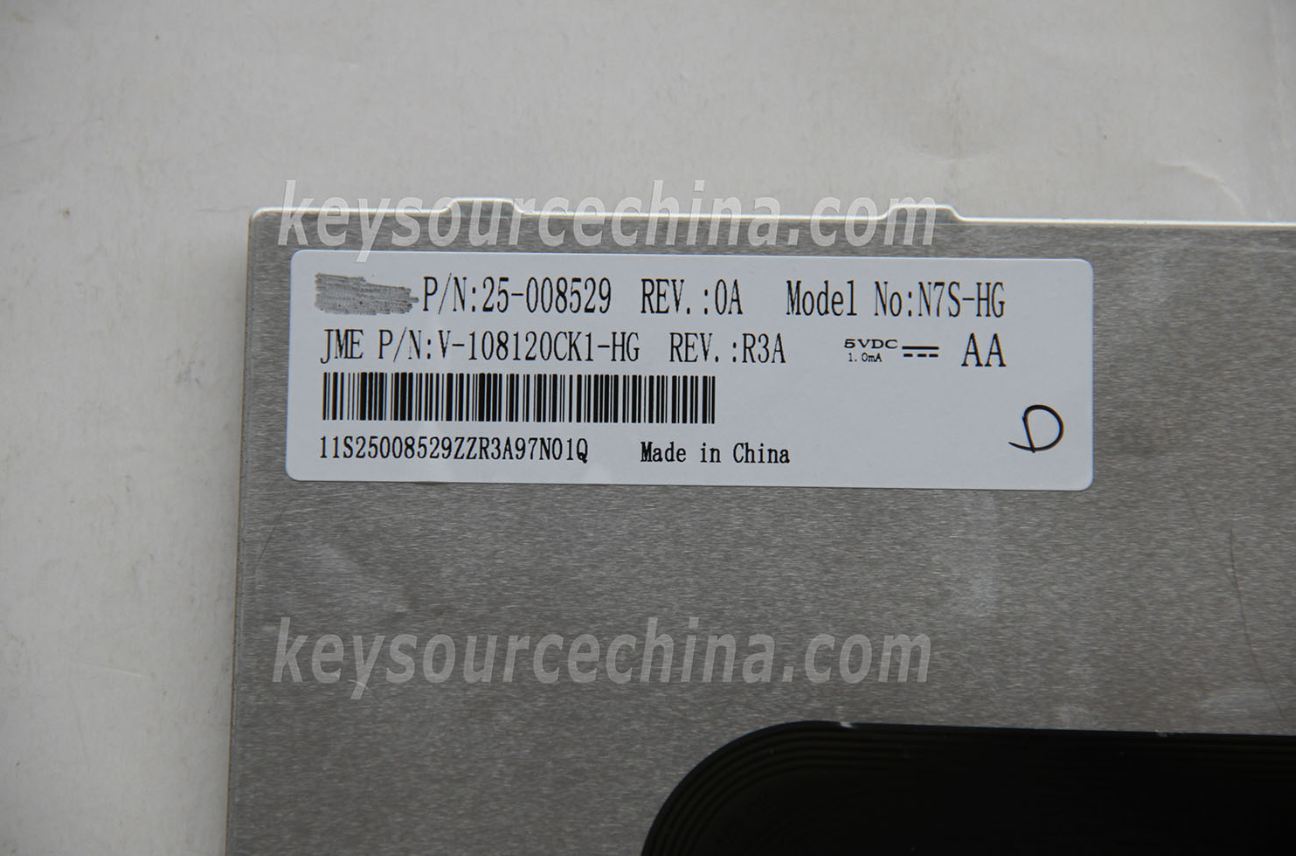 keysourcechina.com
P/N:25-008529 REV.:0A Model No:N7S-HG
JME P/N:V-108120CK1-HG REV.:R3A 5VDC 1.0mA AA
11S25008529ZZR3A97N01Q Made in China
D
keysourcechina.com